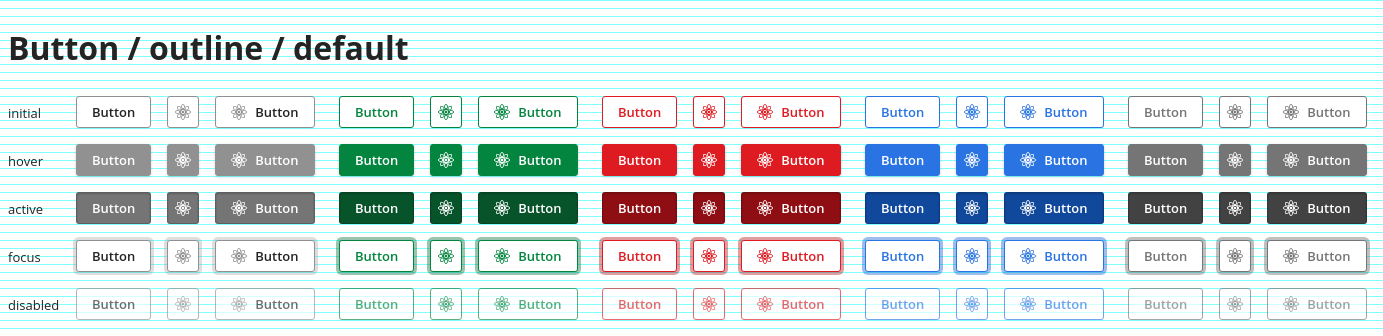 Button / outline / default
initial Button Button Button Button Button Button Button Button Button Button
hover Button Button Button Button Button Button Button Button Button Button
active Button Button Button Button Button Button Button Button Button Button
focus Button Button Button Button Button Button Button Button Button Button
disabled Button Button Button Button Button Button Button Button Button Button